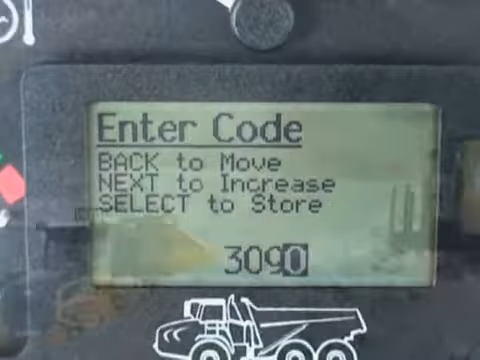 Enter Code
BACK to Move
NEXT to Increase
SELECT to Store
3090